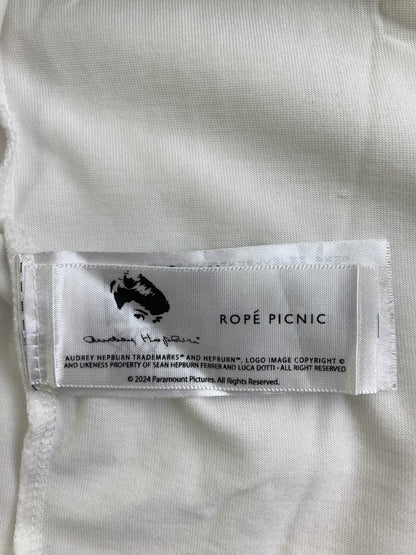 ROPÉ PICNIC
Audrey Hepburn™
AUDREY HEPBURN TRADEMARKS™ AND HEPBURN™. LOGO IMAGE COPYRIGHT ©
AND LIKENESS PROPERTY OF SEAN HEPBURN FERRER AND LUCA DOTTI - ALL RIGHT RESERVED
© 2024 Paramount Pictures. All Rights Reserved.